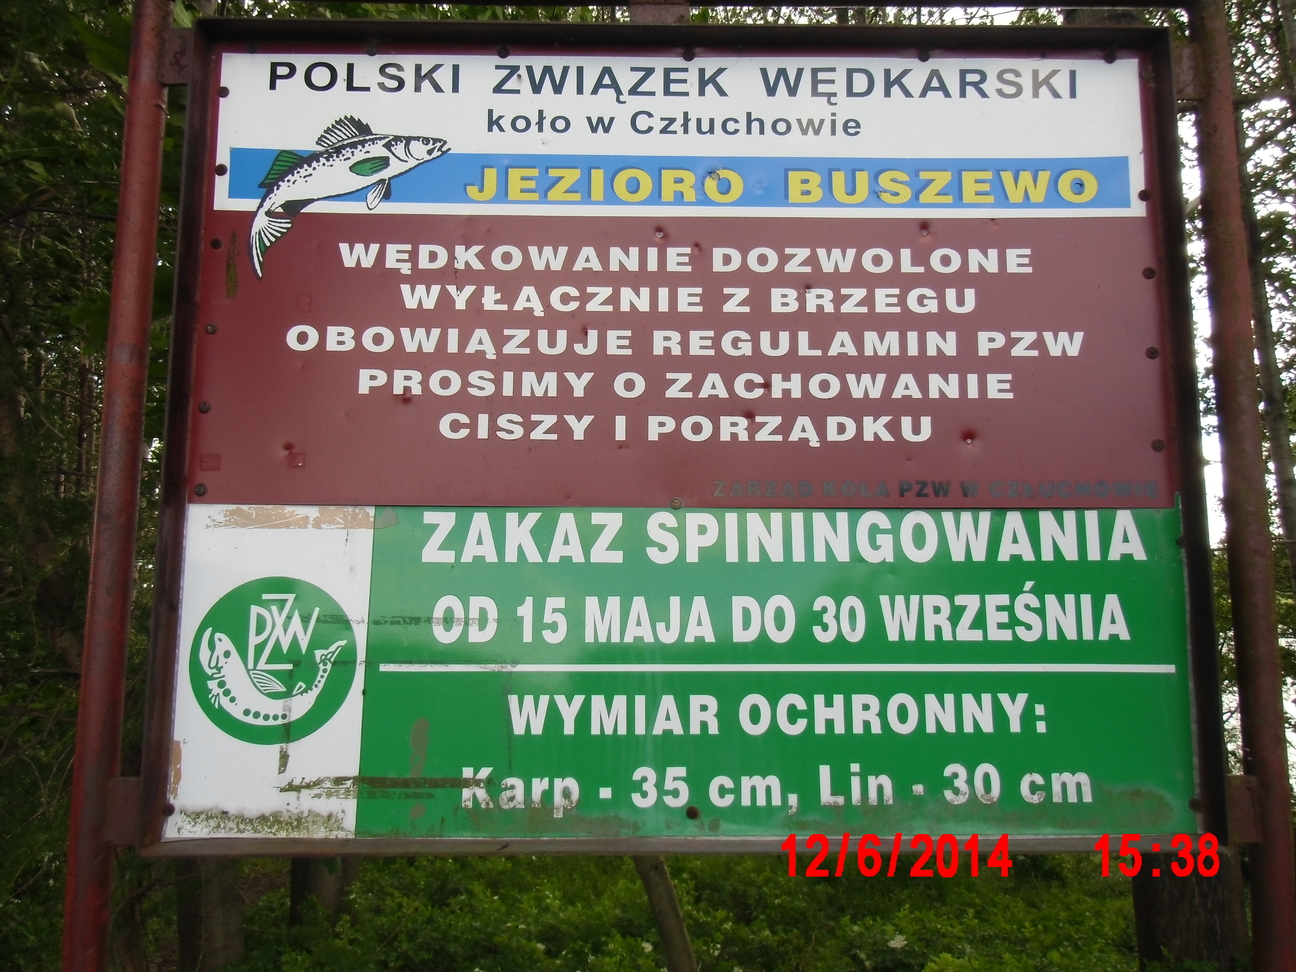 POLSKI ZWIĄZEK WĘDKARSKI
koło w Człuchowie
JEZIORO BUSZEWO
WĘDKOWANIE DOZWOLONE
WYŁĄCZNIE Z BRZEGU
OBOWIĄZUJE REGULAMIN PZW
PROSIMY O ZACHOWANIE
CISZY I PORZĄDKU
ZARZĄD KOŁA PZW W CZŁUCHOWIE
ZAKAZ SPININGOWANIA
OD 15 MAJA DO 30 WRZEŚNIA
PZW
WYMIAR OCHRONNY:
Karp - 35 cm, Lin - 30 cm
12/6/2014 15:38